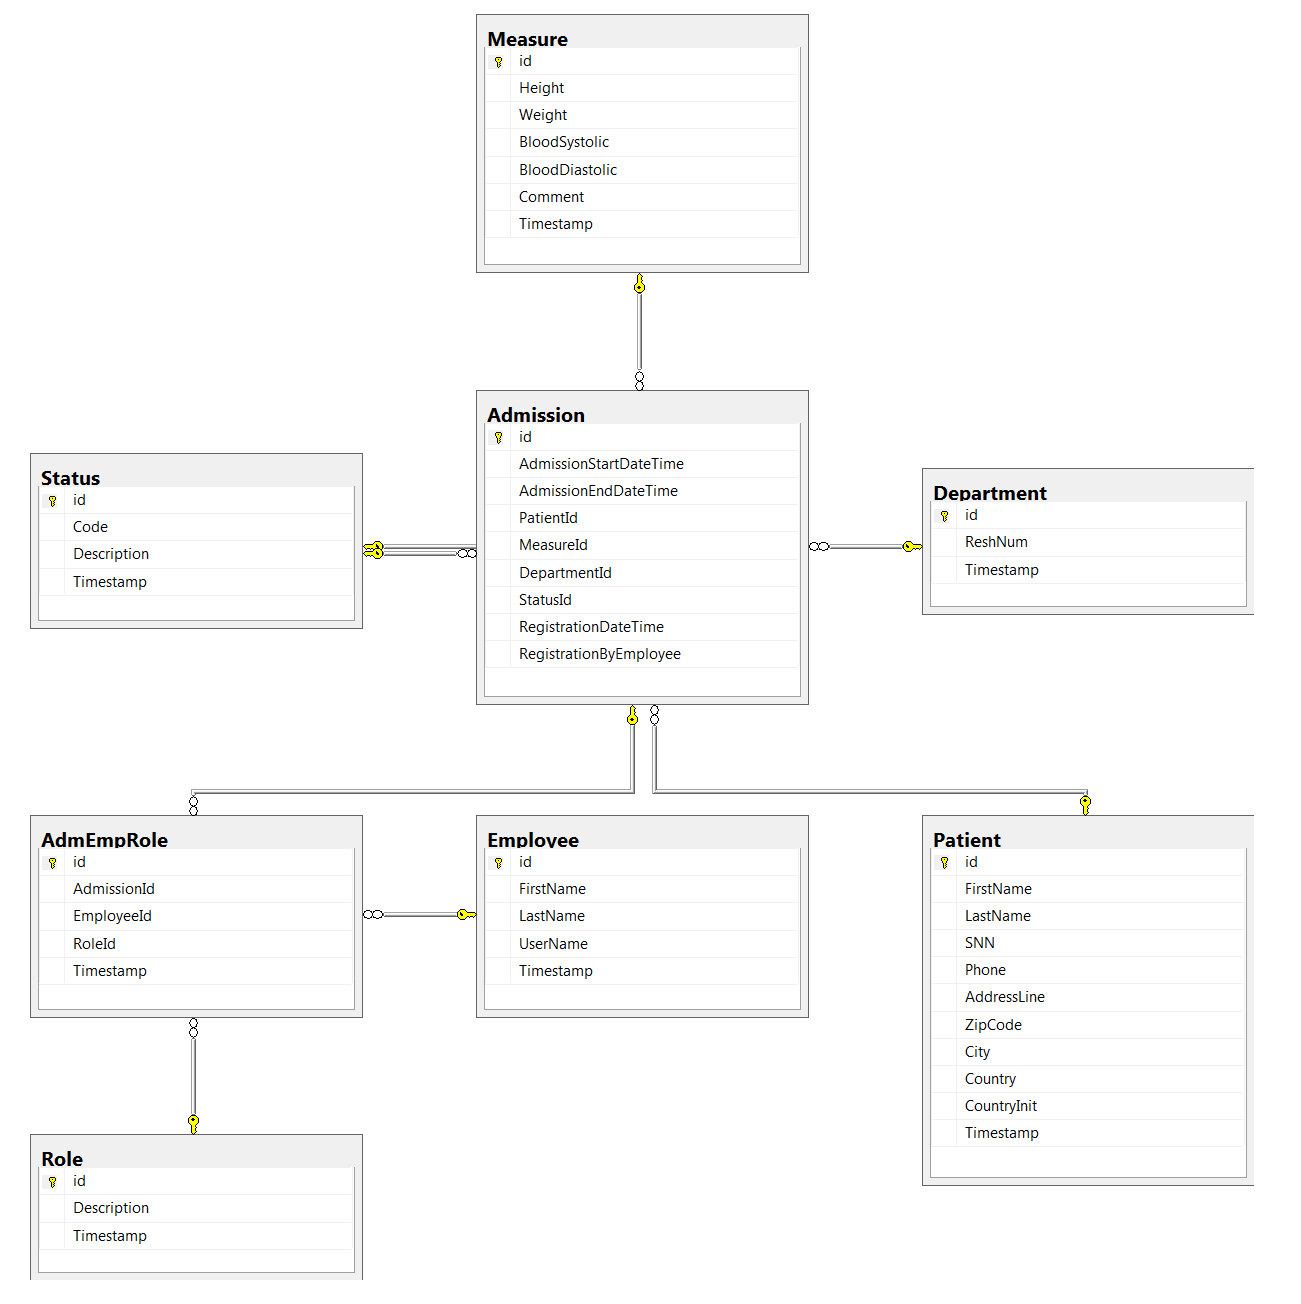 Measure
id
Height
Weight
BloodSystolic
BloodDiastolic
Comment
Timestamp
Admission
id
AdmissionStartDateTime
AdmissionEndDateTime
PatientId
MeasureId
DepartmentId
StatusId
RegistrationDateTime
RegistrationByEmployee
Status
id
Code
Description
Timestamp
Department
id
ReshNum
Timestamp
AdmEmpRole
id
AdmissionId
EmployeeId
RoleId
Timestamp
Employee
id
FirstName
LastName
UserName
Timestamp
Patient
id
FirstName
LastName
SNN
Phone
AddressLine
ZipCode
City
Country
CountryInit
Timestamp
Role
id
Description
Timestamp